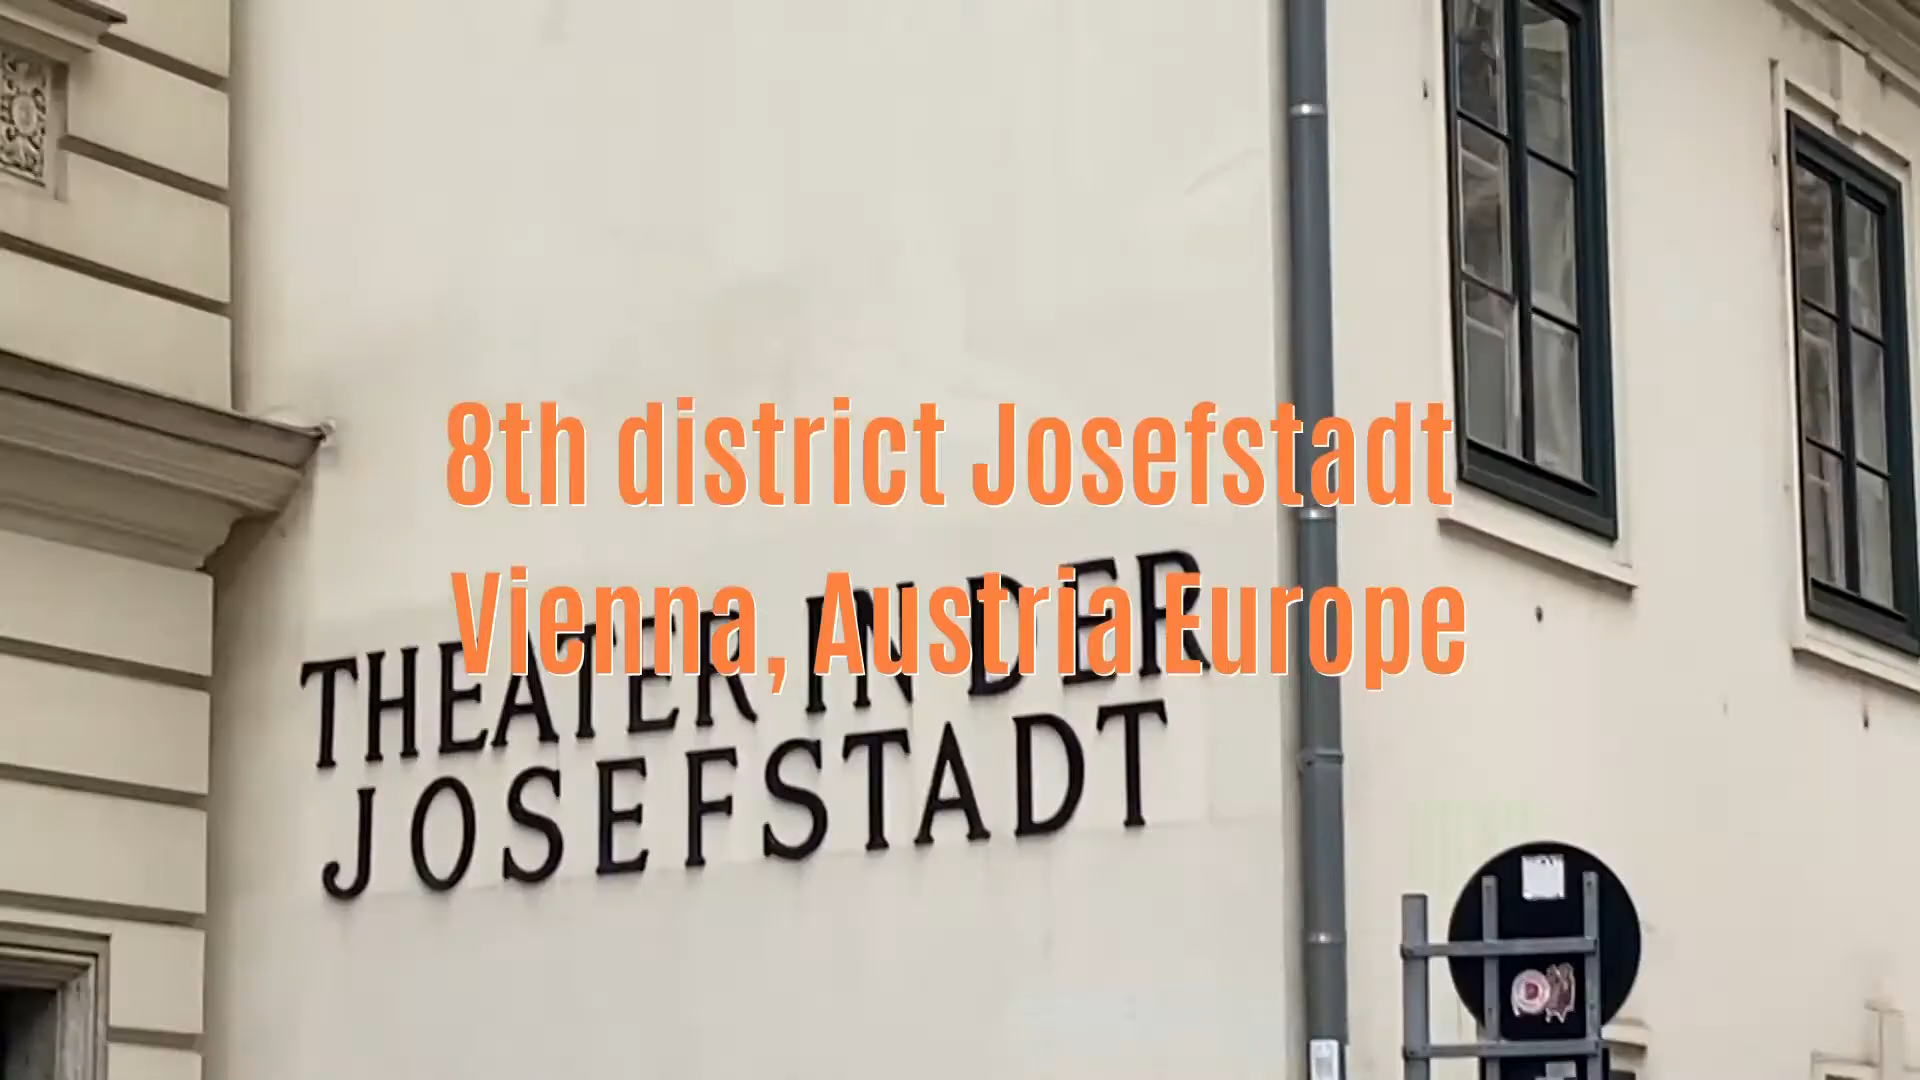 8th district Josefstadt
Vienna, Austria Europe
THEATER IN DER
JOSEFSTADT